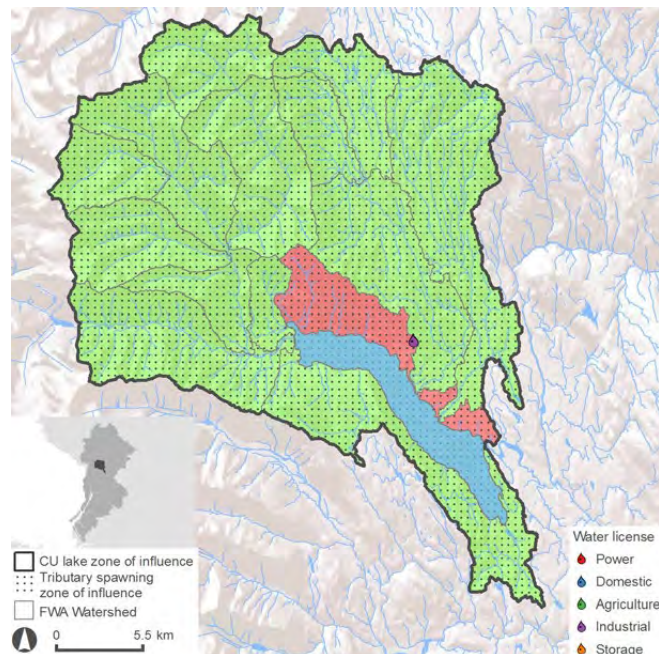 CU lake zone of influence
Tributary spawning
zone of influence
FWA Watershed
0 5.5 km
Water license
Power
Domestic
Agriculture
Industrial
Storage